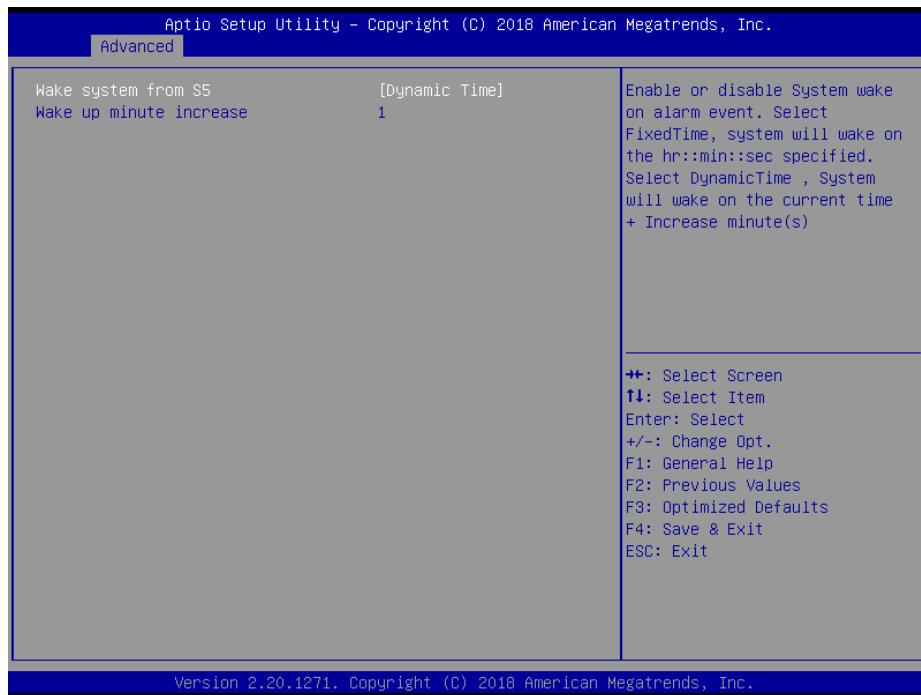 Aptio Setup Utility – Copyright (C) 2018 American Megatrends, Inc.
Advanced
Wake system from S5 [Dynamic Time]
Wake up minute increase 1
Enable or disable System wake
on alarm event. Select
FixedTime, system will wake on
the hr::min::sec specified.
Select DynamicTime , System
will wake on the current time
+ Increase minute(s)
→←: Select Screen
↑↓: Select Item
Enter: Select
+/-: Change Opt.
F1: General Help
F2: Previous Values
F3: Optimized Defaults
F4: Save & Exit
ESC: Exit
Version 2.20.1271. Copyright (C) 2018 American Megatrends, Inc.